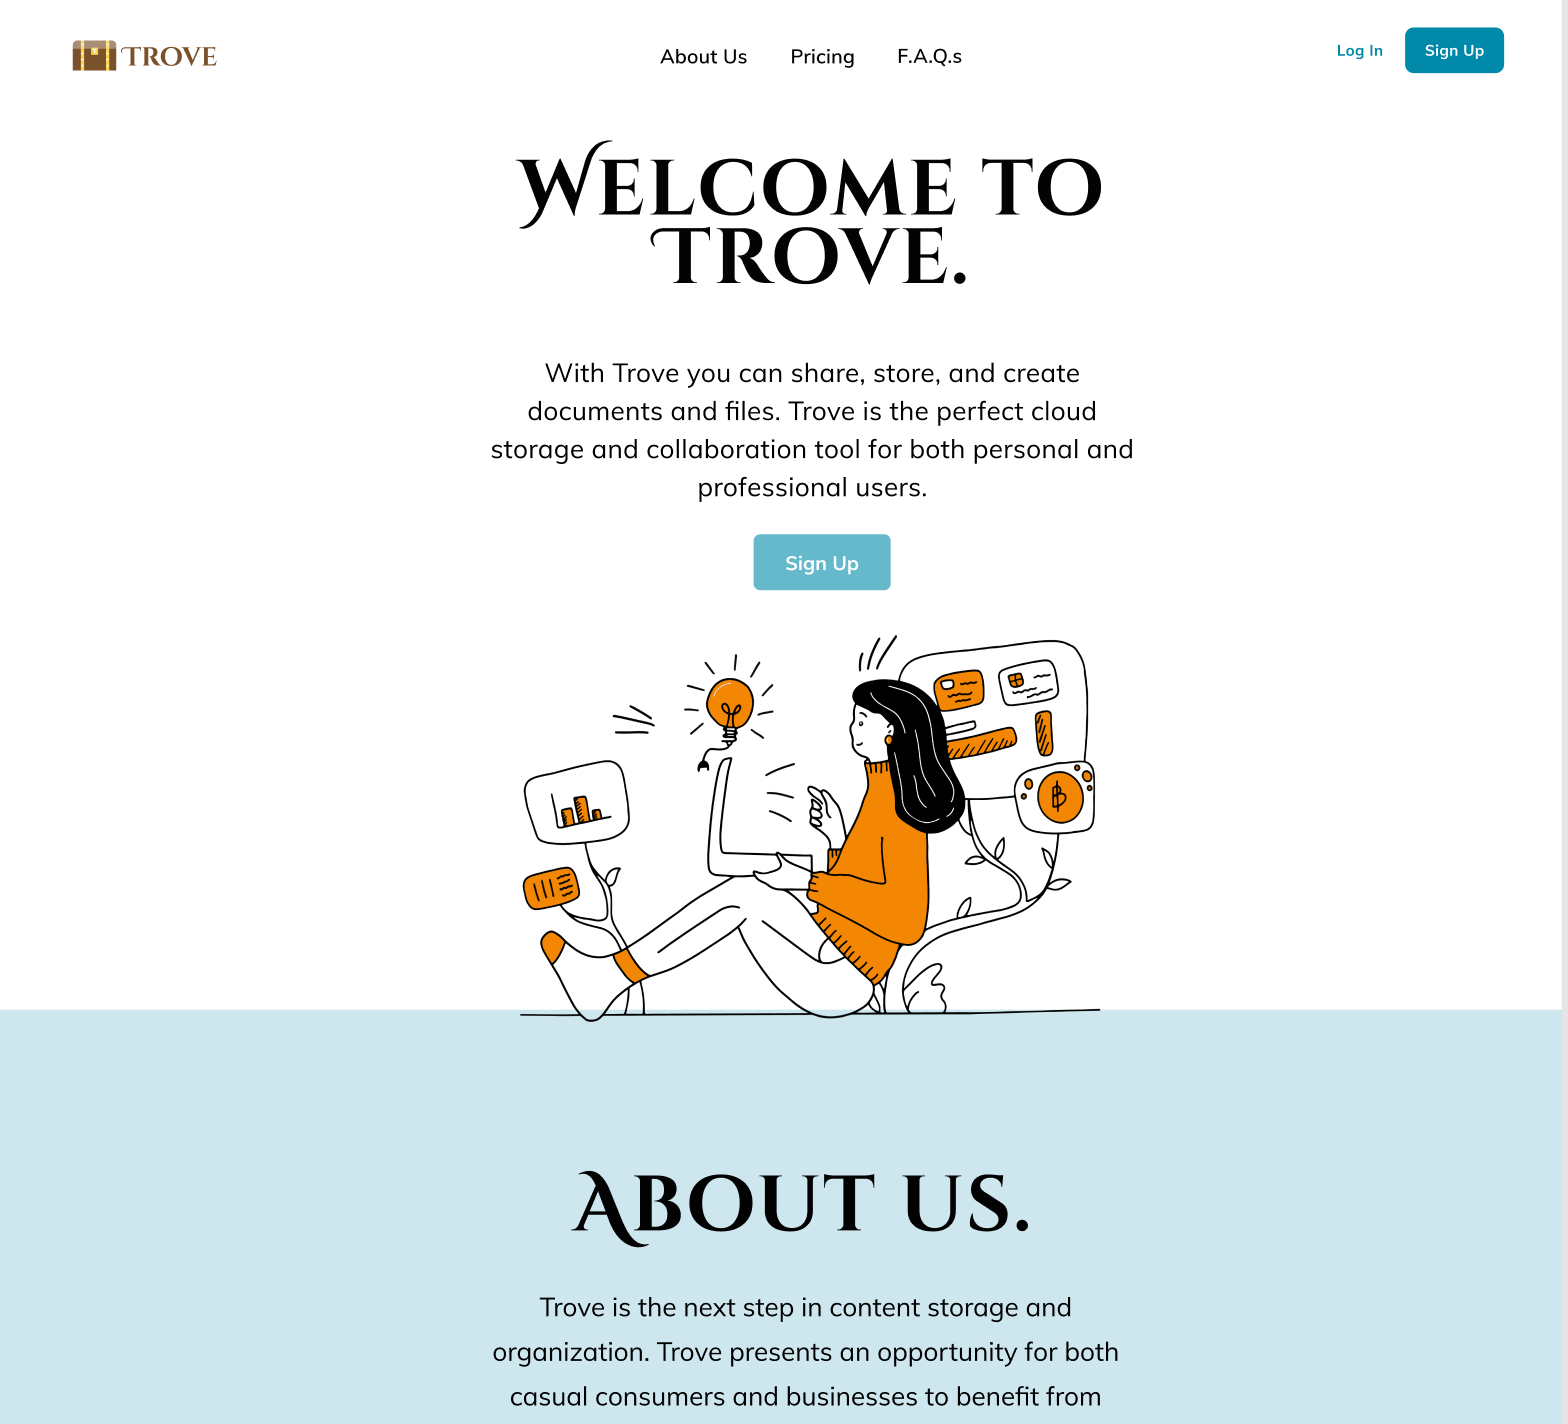 TROVE
About Us
Pricing
F.A.Q.s
Log In
Sign Up
WELCOME TO
TROVE.
With Trove you can share, store, and create
documents and files. Trove is the perfect cloud
storage and collaboration tool for both personal and
professional users.
Sign Up
ABOUT US.
Trove is the next step in content storage and
organization. Trove presents an opportunity for both
casual consumers and businesses to benefit from